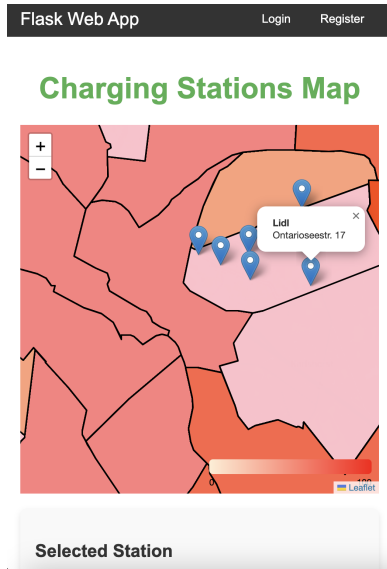 Flask Web App Login Register
Charging Stations Map
+
−
×
Lidl
Ontarioseestr. 17
0
Leaflet
Selected Station